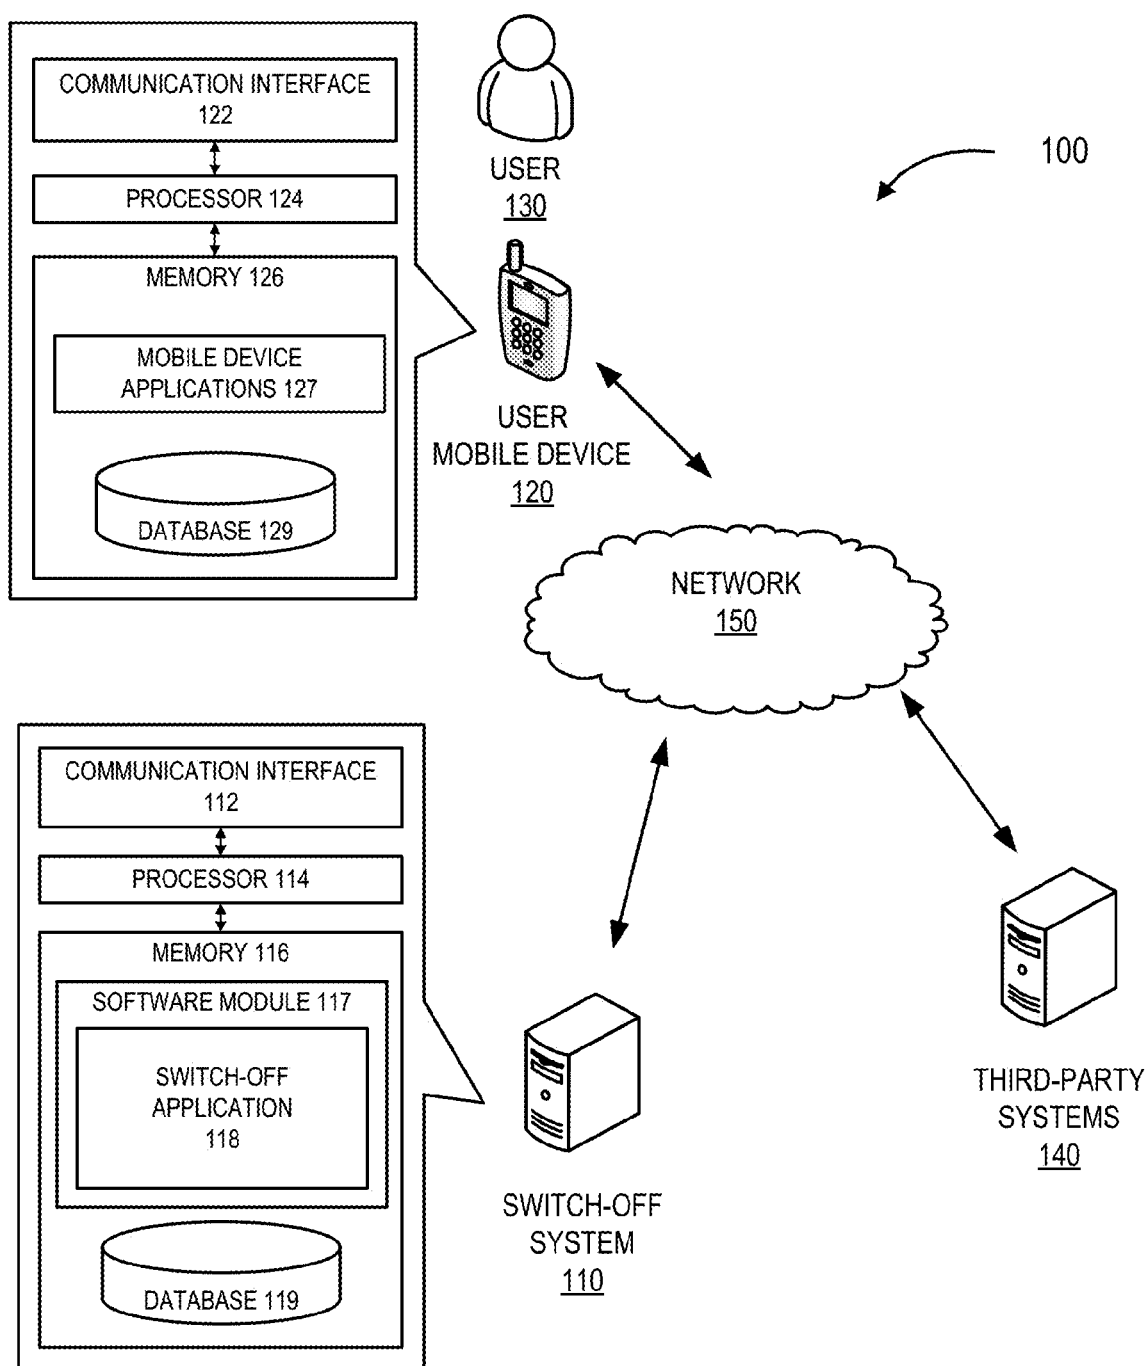 COMMUNICATION INTERFACE
122
PROCESSOR 124
MEMORY 126
MOBILE DEVICE
APPLICATIONS 127
DATABASE 129
USER
130
100
USER
MOBILE DEVICE
120
NETWORK
150
COMMUNICATION INTERFACE
112
PROCESSOR 114
MEMORY 116
SOFTWARE MODULE 117
SWITCH-OFF
APPLICATION
118
DATABASE 119
SWITCH-OFF
SYSTEM
110
THIRD-PARTY
SYSTEMS
140